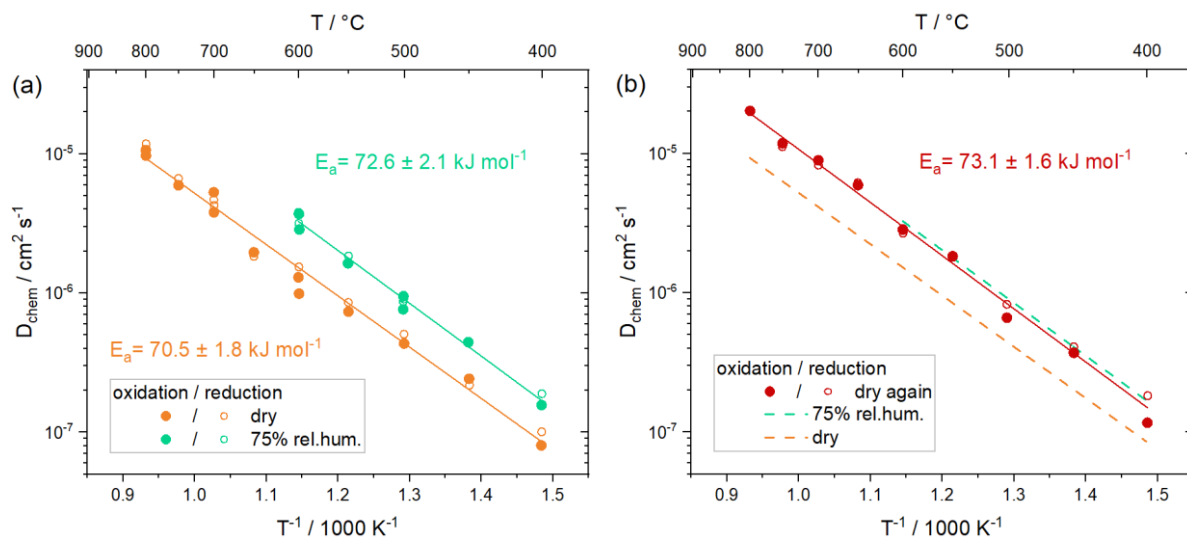 (a)
T / °C
900 800 700 600 500 400
10⁻⁵
10⁻⁶
10⁻⁷
D_chem / cm² s⁻¹
E_a= 72.6 ± 2.1 kJ mol⁻¹
E_a= 70.5 ± 1.8 kJ mol⁻¹
oxidation / reduction
/ dry
/ 75% rel.hum.
0.9 1.0 1.1 1.2 1.3 1.4 1.5
T⁻¹ / 1000 K⁻¹
(b)
T / °C
900 800 700 600 500 400
10⁻⁵
10⁻⁶
10⁻⁷
D_chem / cm² s⁻¹
E_a= 73.1 ± 1.6 kJ mol⁻¹
oxidation / reduction
/ dry again
75% rel.hum.
dry
0.9 1.0 1.1 1.2 1.3 1.4 1.5
T⁻¹ / 1000 K⁻¹